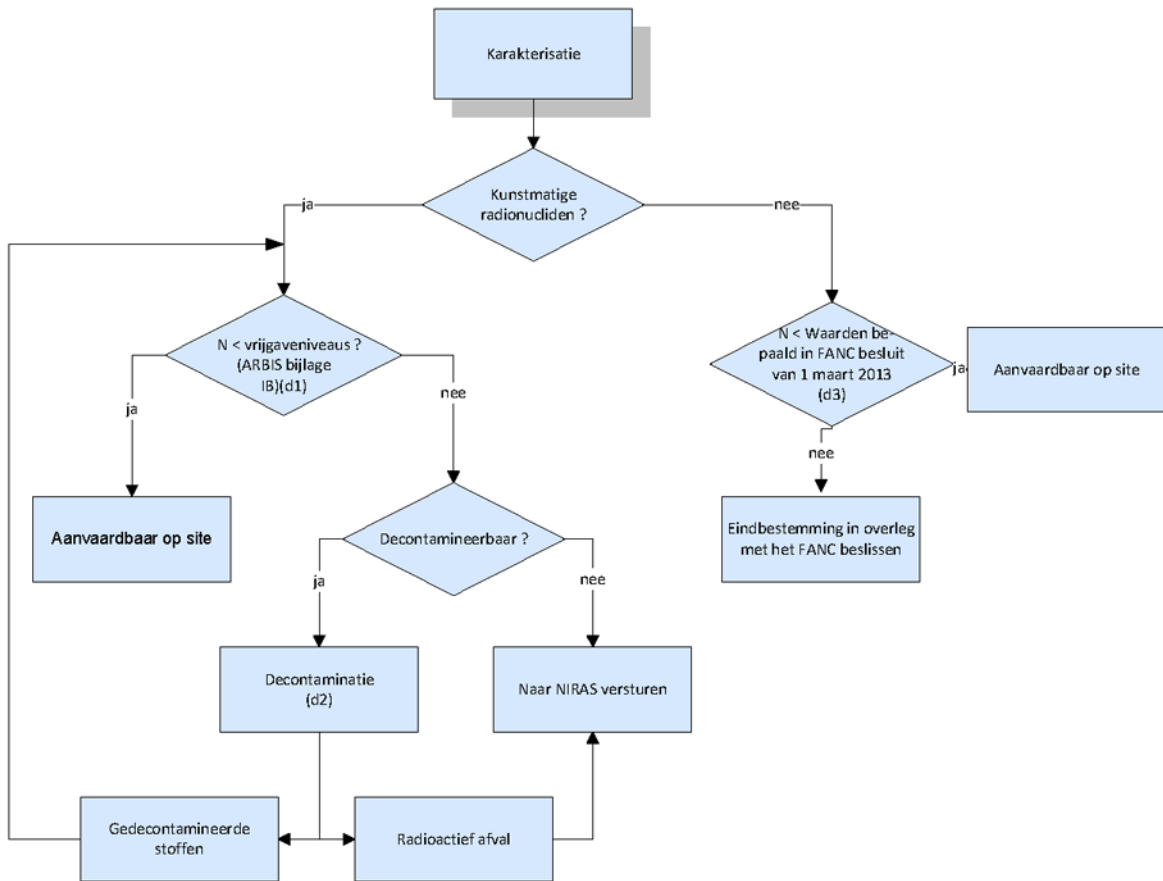 Karakterisatie
Kunstmatige
radionucliden ?
ja
nee
N < vrijgaveniveaus ?
(ARBIS bijlage
IB)(d1)
N < Waarden be-
paald in FANC besluit
van 1 maart 2013
(d3)
ja
Aanvaardbaar op site
ja
nee
nee
Aanvaardbaar op site
Decontamineerbaar ?
Eindbestemming in overleg
met het FANC beslissen
ja
nee
Decontaminatie
(d2)
Naar NIRAS versturen
Gedecontamineerde
stoffen
Radioactief afval